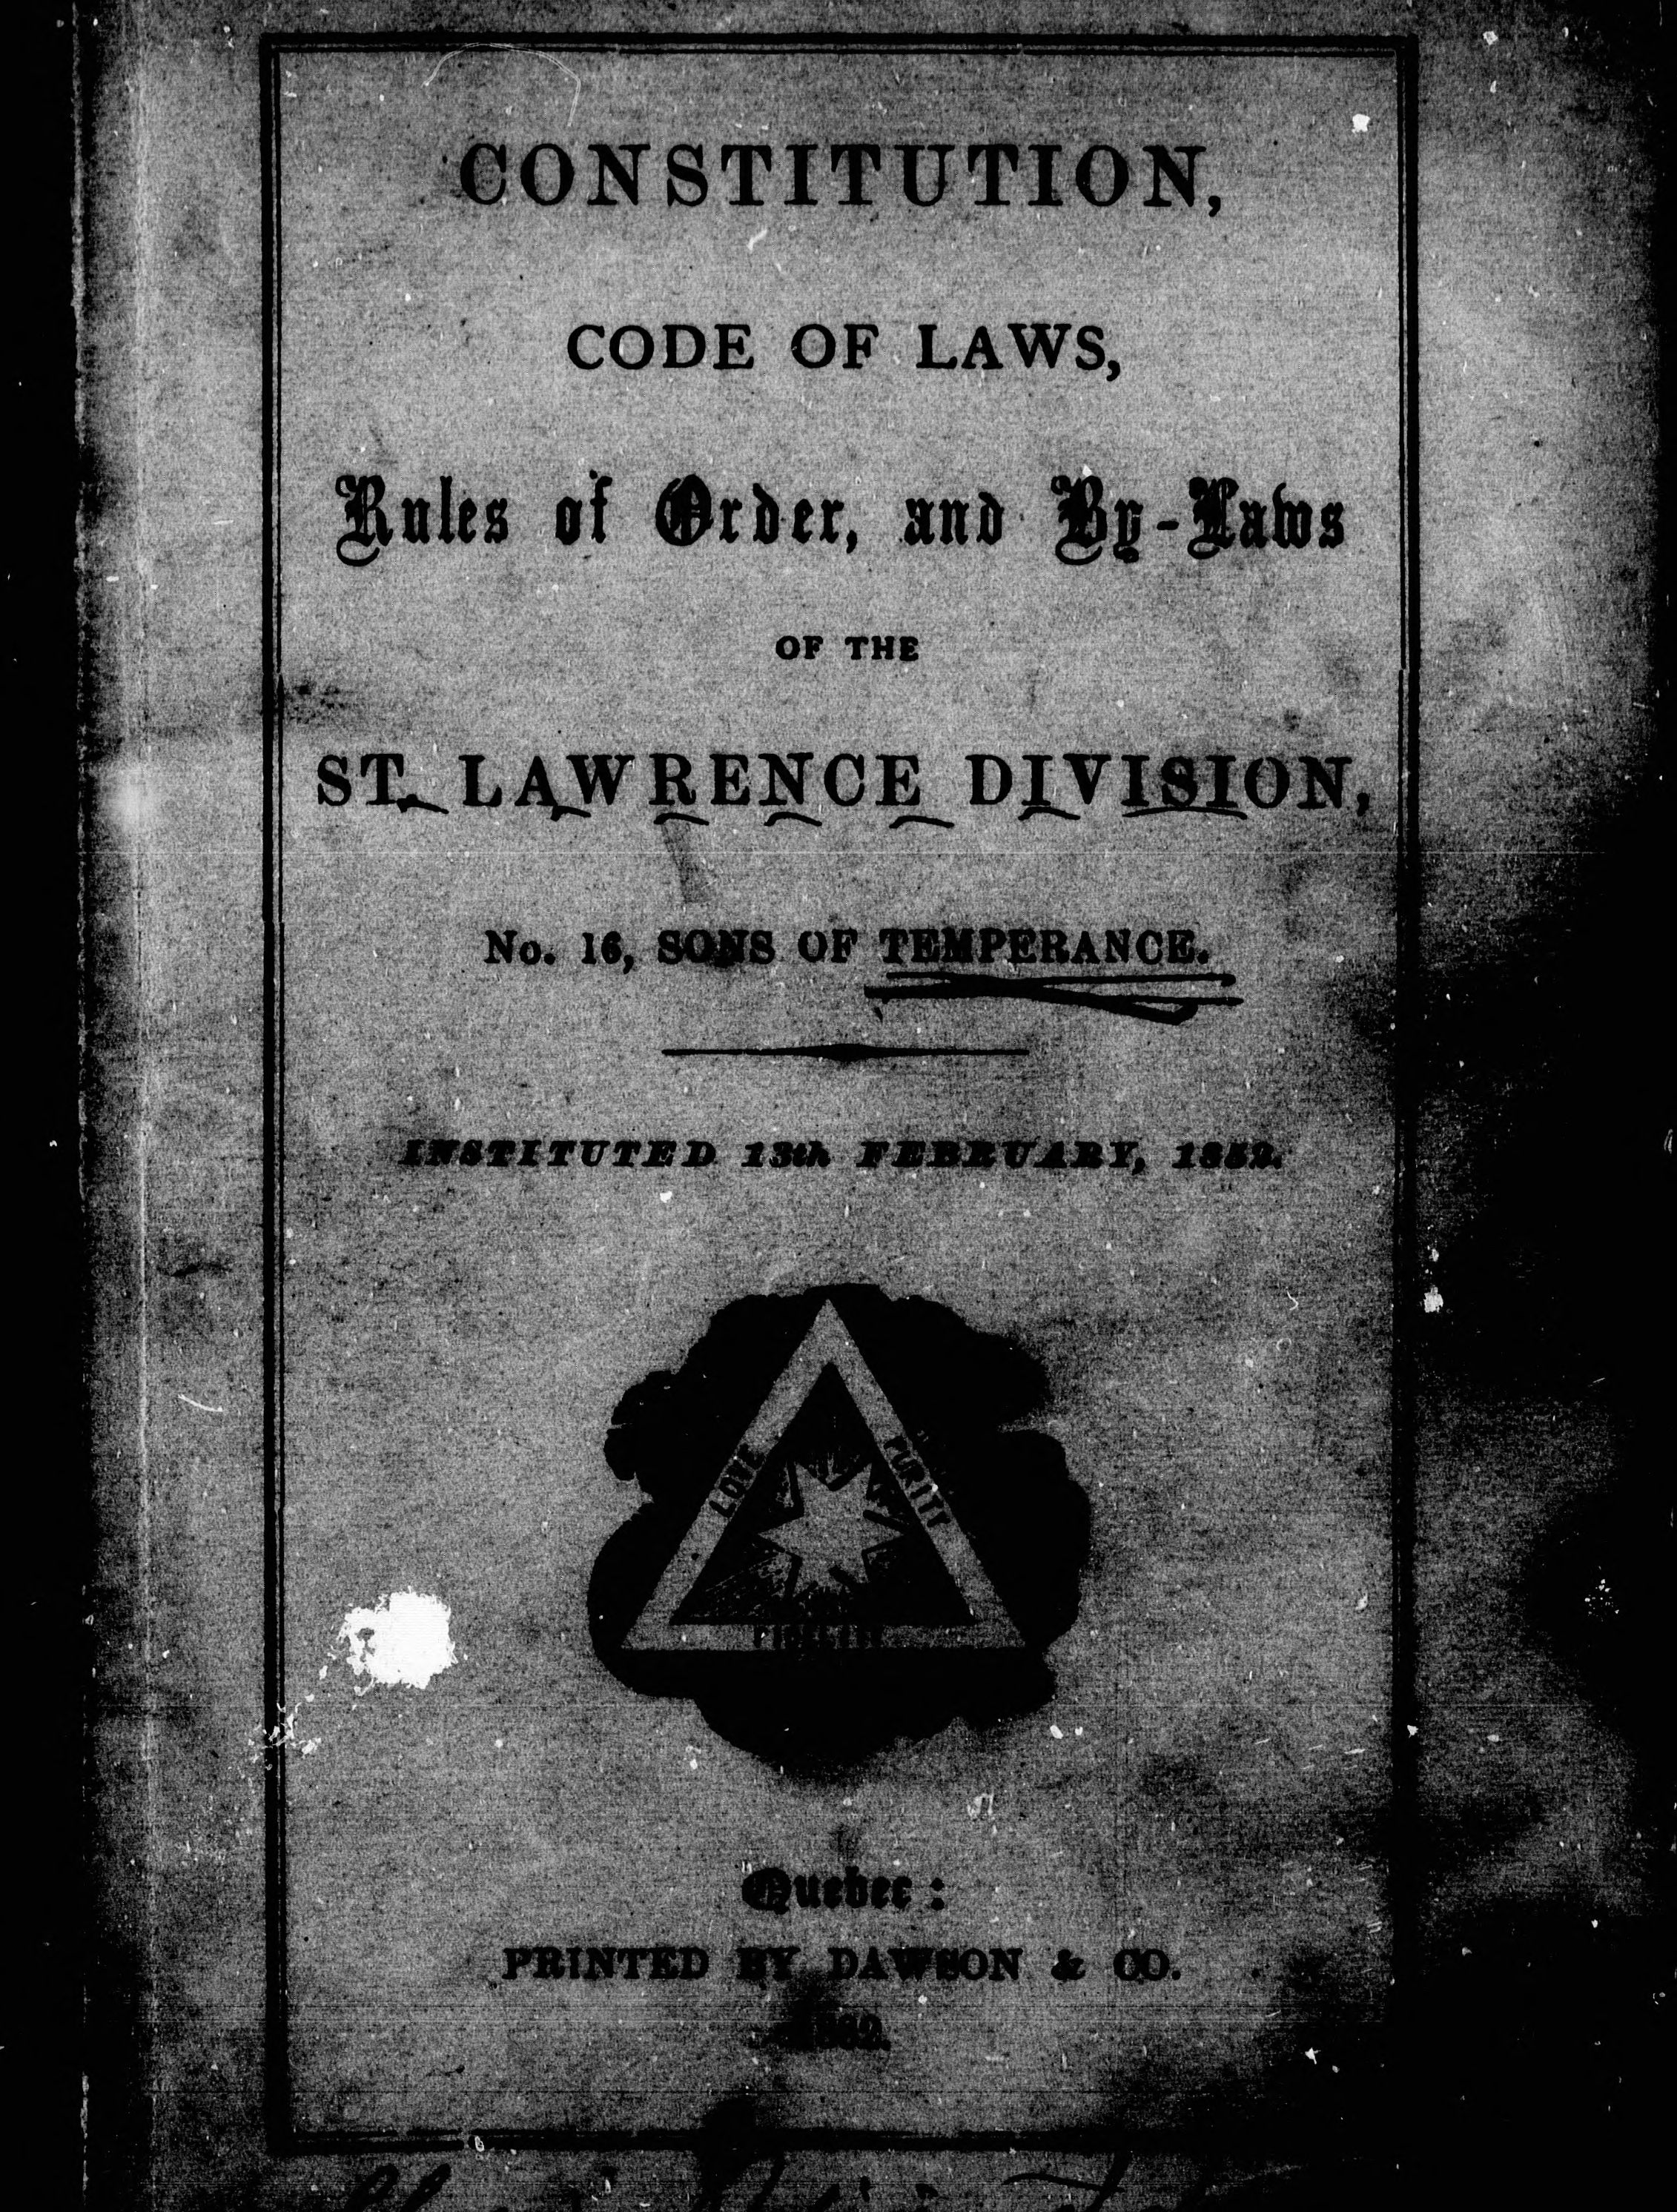 CONSTITUTION,
CODE OF LAWS,
Rules of Order, and By-Laws
OF THE
ST. LAWRENCE DIVISION,
No. 16, SONS OF TEMPERANCE.
INSTITUTED 13th FEBRUARY, 1852.
LOVE
PURITY
FIDELITY
Quebec :
PRINTED BY DAWSON & CO.